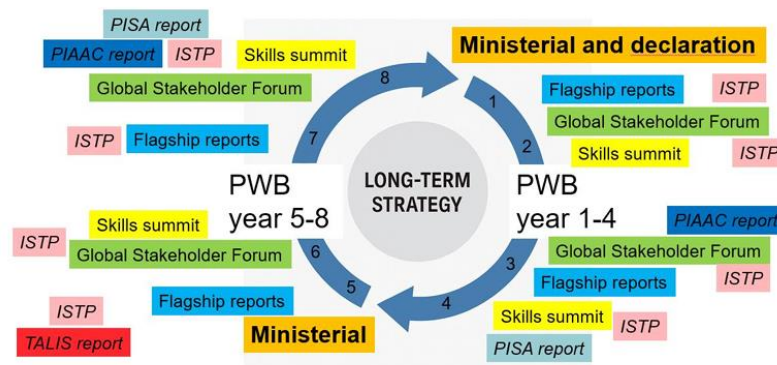 PISA report
PIAAC report
ISTP
Skills summit
Global Stakeholder Forum
ISTP
Flagship reports
Skills summit
ISTP
Global Stakeholder Forum
ISTP
TALIS report
Flagship reports
Ministerial
Ministerial and declaration
Flagship reports
ISTP
Global Stakeholder Forum
Skills summit
ISTP
PIAAC report
Global Stakeholder Forum
ISTP
Flagship reports
Skills summit
ISTP
PISA report
8
1
2
3
4
5
6
7
PWB
year 5-8
LONG-TERM
STRATEGY
PWB
year 1-4